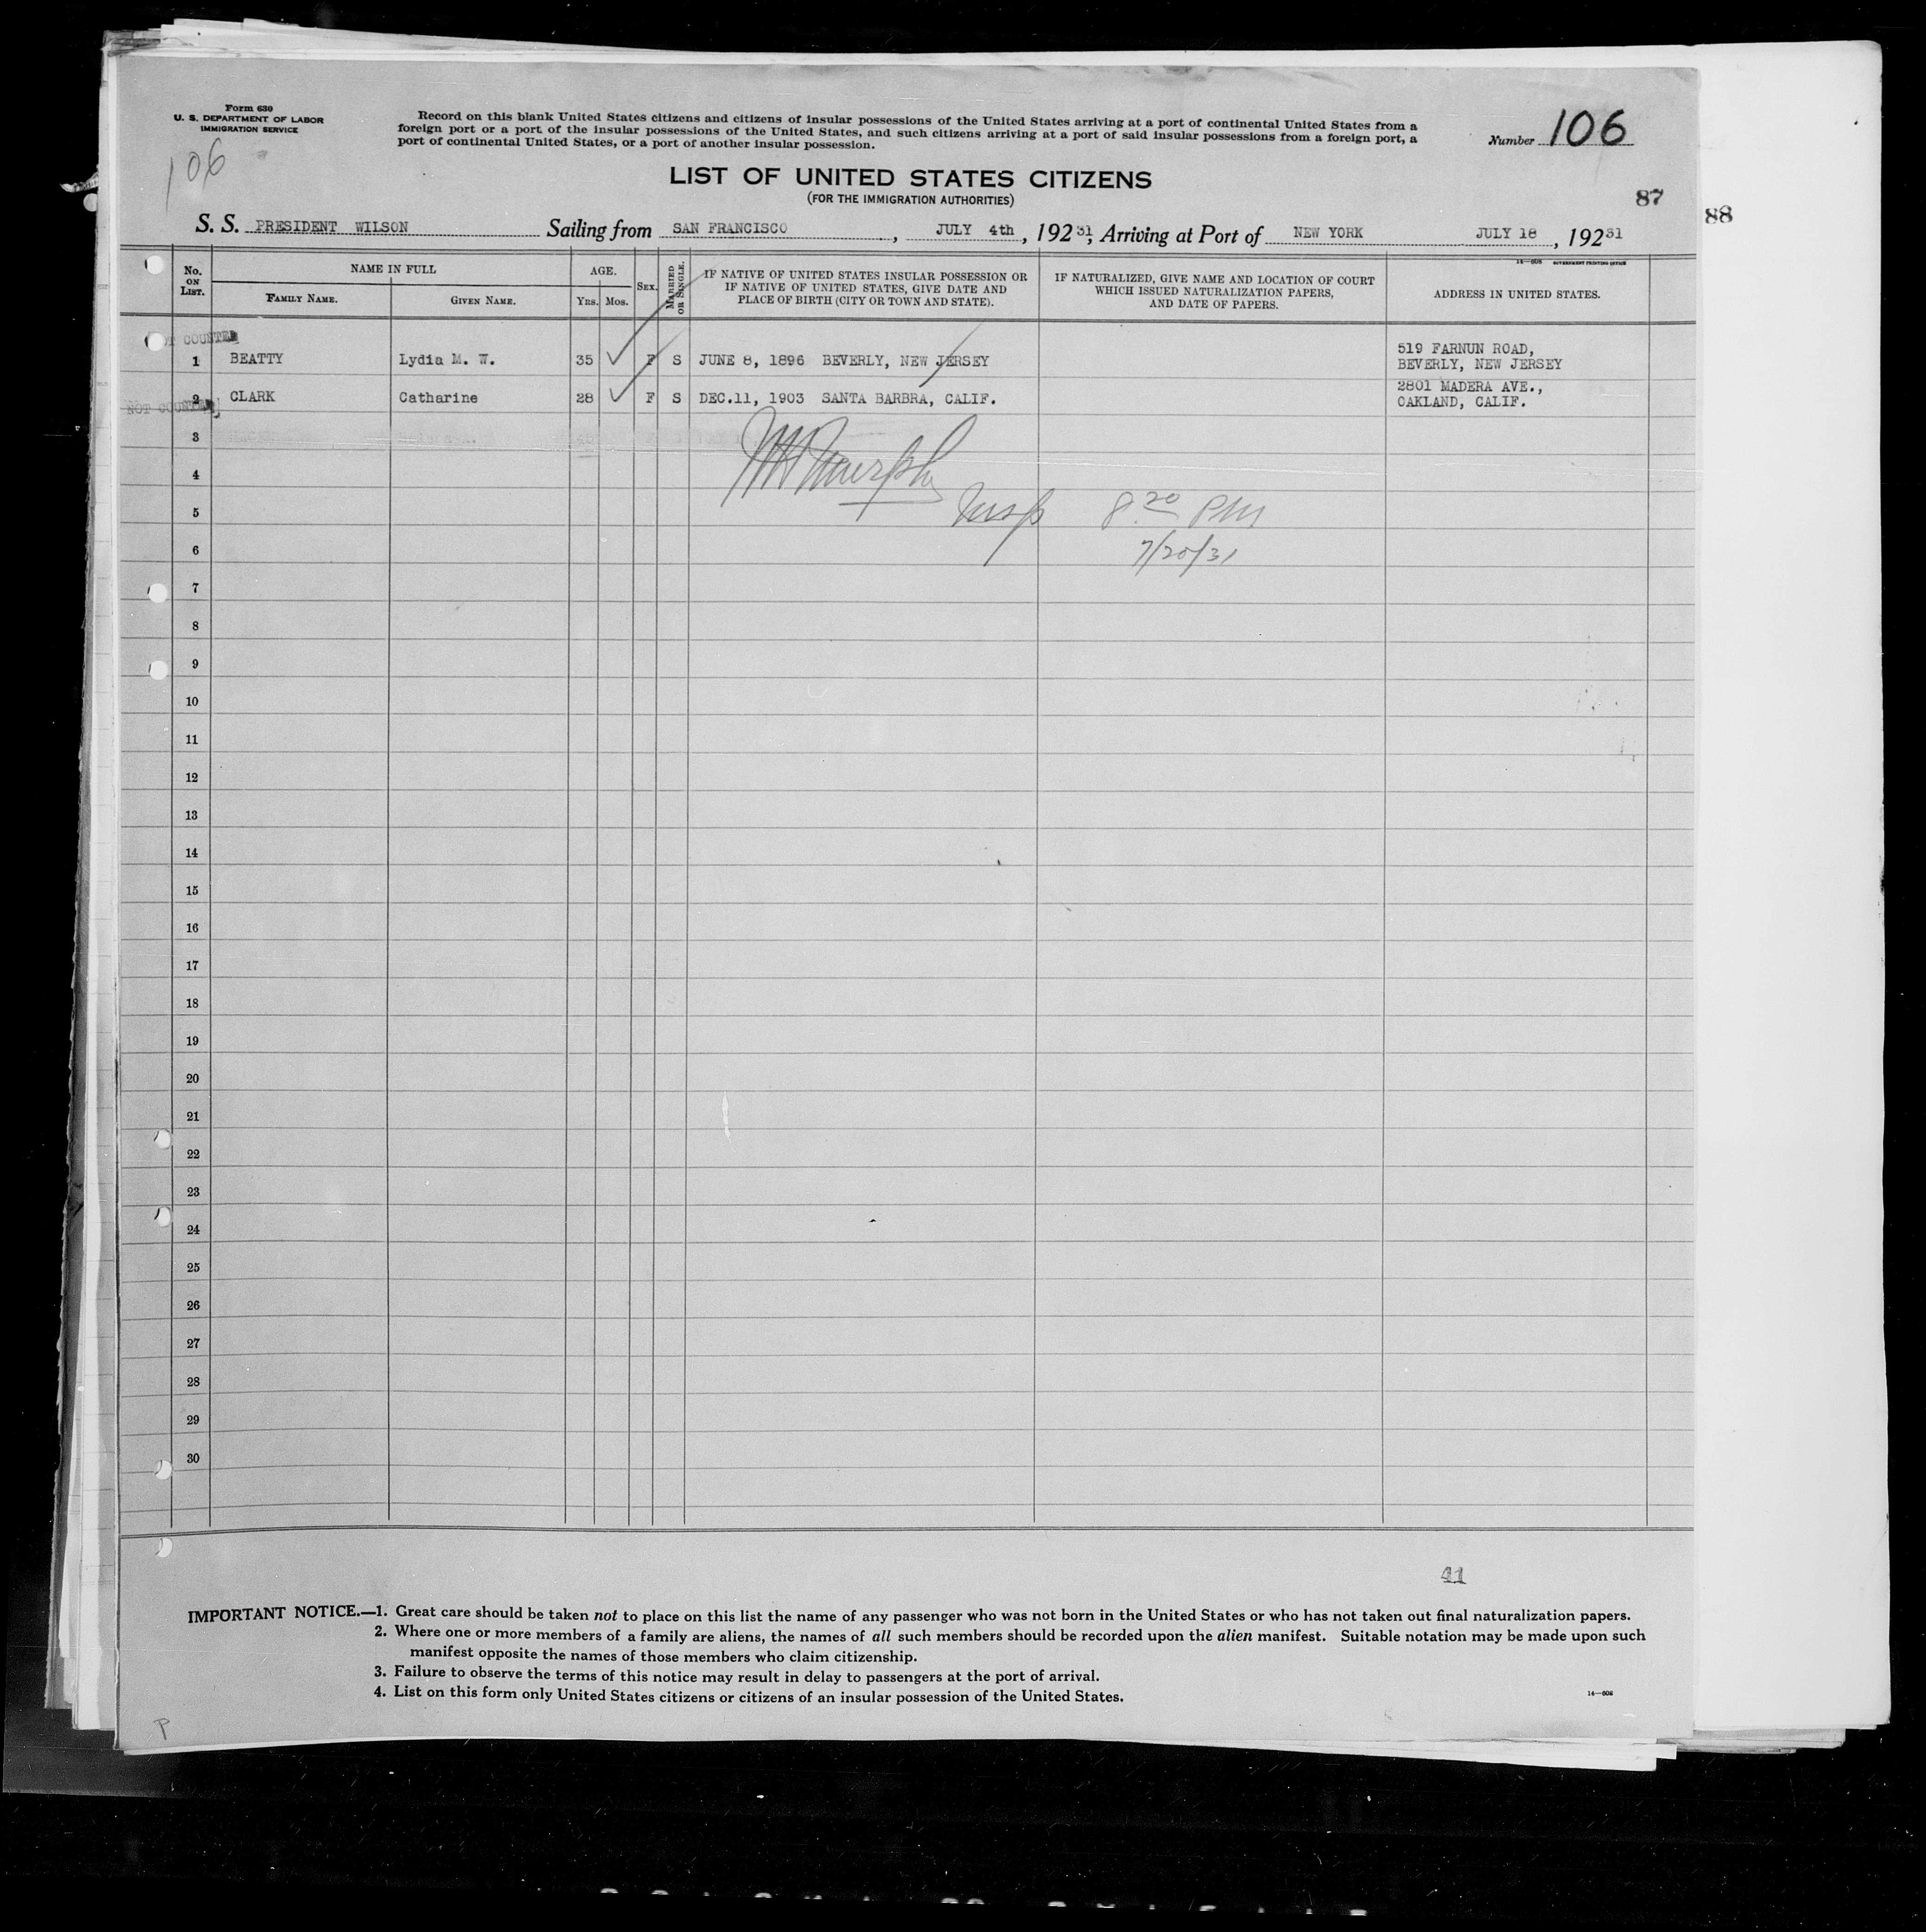 Form 630
U. S. DEPARTMENT OF LABOR
IMMIGRATION SERVICE
106
Record on this blank United States citizens and citizens of insular possessions of the United States arriving at a port of continental United States from a
foreign port or a port of the insular possessions of the United States, and such citizens arriving at a port of said insular possessions from a foreign port, a
port of continental United States, or a port of another insular possession.
Number 106
LIST OF UNITED STATES CITIZENS
(FOR THE IMMIGRATION AUTHORITIES)
87
88
S. S. PRESIDENT WILSON Sailing from SAN FRANCISCO, JULY 4th, 192 31, Arriving at Port of NEW YORK JULY 18, 192 31
14—608 GOVERNMENT PRINTING OFFICE
No. ON LIST.
NAME IN FULL
FAMILY NAME. GIVEN NAME.
AGE.
Yrs. Mos.
SEX.
MARRIED OR SINGLE.
IF NATIVE OF UNITED STATES INSULAR POSSESSION OR
IF NATIVE OF UNITED STATES, GIVE DATE AND
PLACE OF BIRTH (CITY OR TOWN AND STATE).
IF NATURALIZED, GIVE NAME AND LOCATION OF COURT
WHICH ISSUED NATURALIZATION PAPERS,
AND DATE OF PAPERS.
ADDRESS IN UNITED STATES.
COUNTED
1 BEATTY Lydia M. W. 35 F S JUNE 8, 1896 BEVERLY, NEW JERSEY 519 FARNUN ROAD,
BEVERLY, NEW JERSEY
2 CLARK Catharine 28 F S DEC.11, 1903 SANTA BARBRA, CALIF. 2801 MADERA AVE.,
OAKLAND, CALIF.
NOT COUNTED
3
4
Murphy
5
Insp 8 20 PM
6
7/20/31
7
8
9
10
11
12
13
14
15
16
17
18
19
20
21
22
23
24
25
26
27
28
29
30
41
IMPORTANT NOTICE.—1. Great care should be taken not to place on this list the name of any passenger who was not born in the United States or who has not taken out final naturalization papers.
2. Where one or more members of a family are aliens, the names of all such members should be recorded upon the alien manifest. Suitable notation may be made upon such
manifest opposite the names of those members who claim citizenship.
3. Failure to observe the terms of this notice may result in delay to passengers at the port of arrival.
4. List on this form only United States citizens or citizens of an insular possession of the United States.
14—608
P